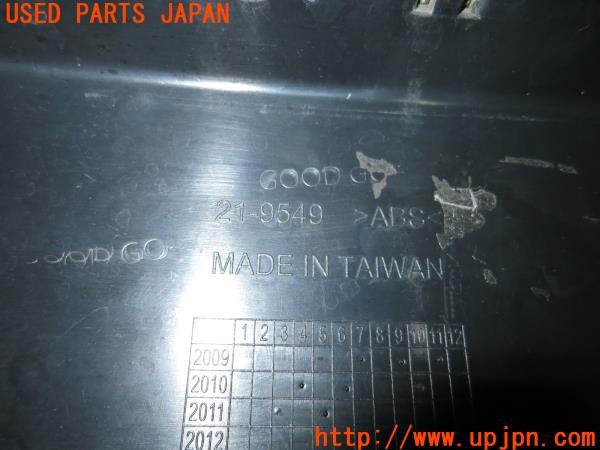 USED PARTS JAPAN
GOOD GO
21-9549 >ABS<
GOOD GO
MADE IN TAIWAN
1 2 3 4 5 6 7 8 9 10 11 12
2009
2010
2011
2012
U-PARTS
http://www.upjpn.com/